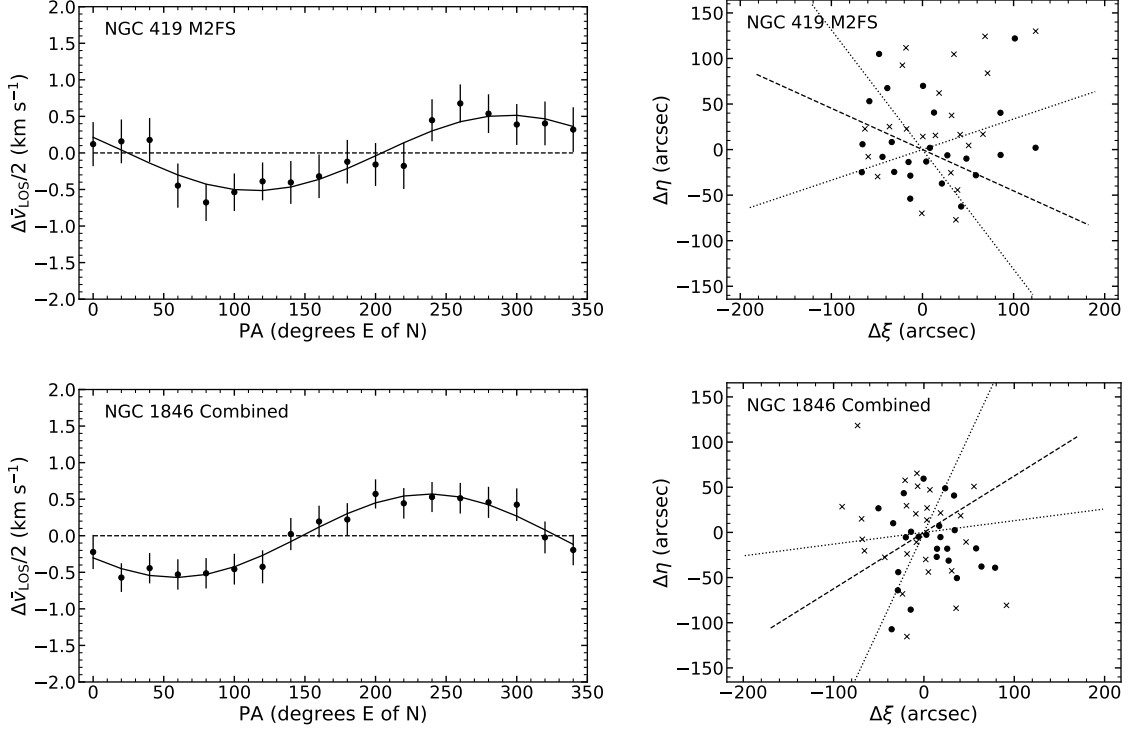 NGC 419 M2FS
2.0
1.5
1.0
0.5
0.0
−0.5
−1.0
−1.5
−2.0
Δv̄LOS/2 (km s⁻¹)
0 50 100 150 200 250 300 350
PA (degrees E of N)
NGC 419 M2FS
150
100
50
0
−50
−100
−150
Δη (arcsec)
−200 −100 0 100 200
Δξ (arcsec)
NGC 1846 Combined
2.0
1.5
1.0
0.5
0.0
−0.5
−1.0
−1.5
−2.0
Δv̄LOS/2 (km s⁻¹)
0 50 100 150 200 250 300 350
PA (degrees E of N)
NGC 1846 Combined
150
100
50
0
−50
−100
−150
Δη (arcsec)
−200 −100 0 100 200
Δξ (arcsec)